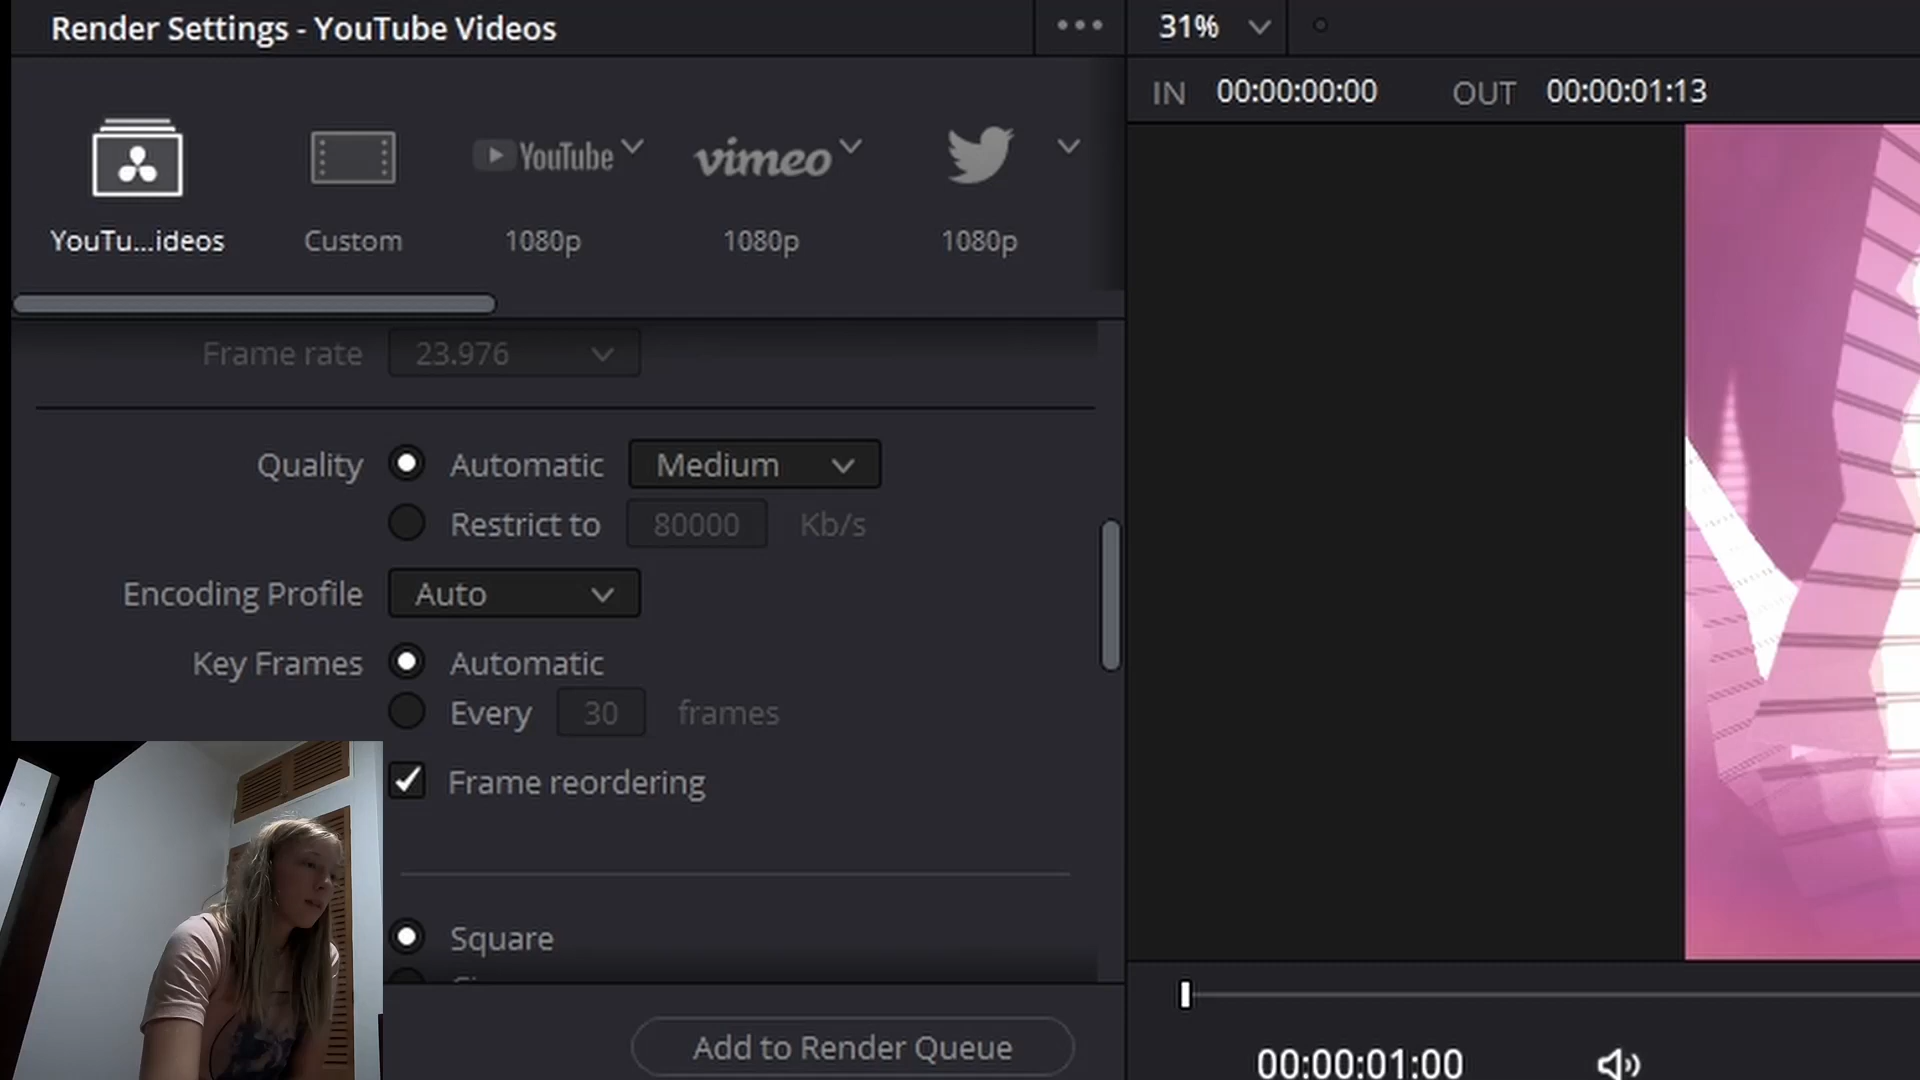 Render Settings - YouTube Videos
31%
IN 00:00:00:00 OUT 00:00:01:13
YouTube
vimeo
YouTu...ideos
Custom
1080p
1080p
1080p
Frame rate 23.976
Quality Automatic Medium
Restrict to 80000 Kb/s
Encoding Profile Auto
Key Frames Automatic
Every 30 frames
Frame reordering
Square
Add to Render Queue
00:00:01:00